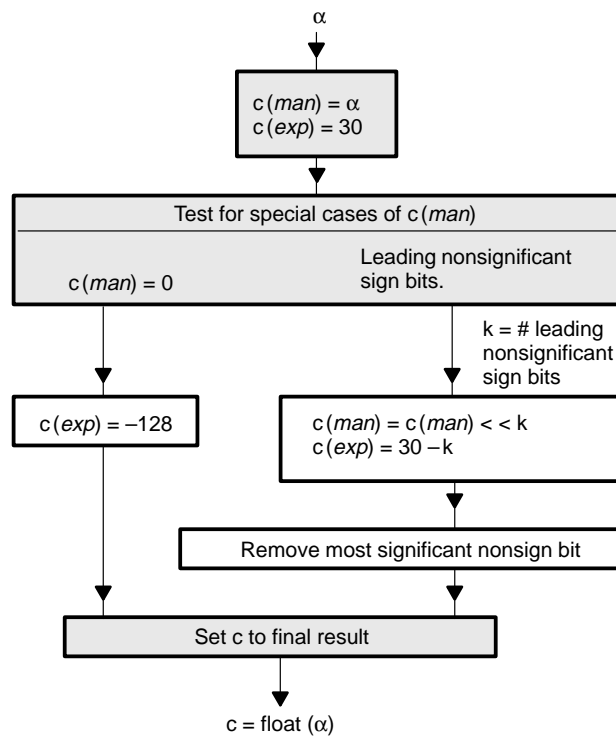 α
c(man) = α
c(exp) = 30
Test for special cases of c(man)
c(man) = 0
Leading nonsignificant
sign bits.
k = # leading
nonsignificant
sign bits
c(exp) = –128
c(man) = c(man) < < k
c(exp) = 30 – k
Remove most significant nonsign bit
Set c to final result
c = float (α)